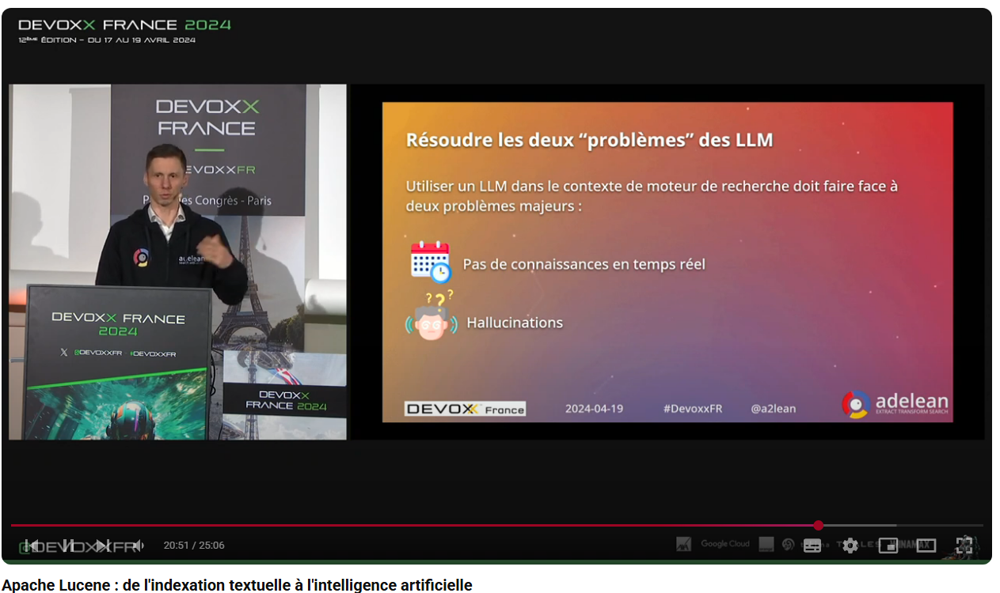 DEVOXX FRANCE 2024
12ÈME ÉDITION – DU 17 AU 19 AVRIL 2024
DEVOXX
FRANCE
DEVOXXFR
Congrès - Paris
adelean
DEVOXX FRANCE
2024
@DEVOXXFR #DEVOXXFR
DEVOXX
FRANCE 2024
Résoudre les deux “problèmes” des LLM
Utiliser un LLM dans le contexte de moteur de recherche doit faire face à
deux problèmes majeurs :
Pas de connaissances en temps réel
Hallucinations
DEVOXX France 2024-04-19 #DevoxxFR @a2lean adelean
EXTRACT TRANSFORM SEARCH
@DEVOXXFR 20:51 / 25:06 Google Cloud
Apache Lucene : de l'indexation textuelle à l'intelligence artificielle